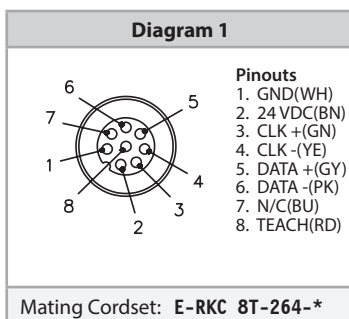 Diagram 1
6
7
5
1
4
8
3
2
Pinouts
1. GND(WH)
2. 24 VDC(BN)
3. CLK +(GN)
4. CLK -(YE)
5. DATA +(GY)
6. DATA -(PK)
7. N/C(BU)
8. TEACH(RD)
Mating Cordset: E-RKC 8T-264-*